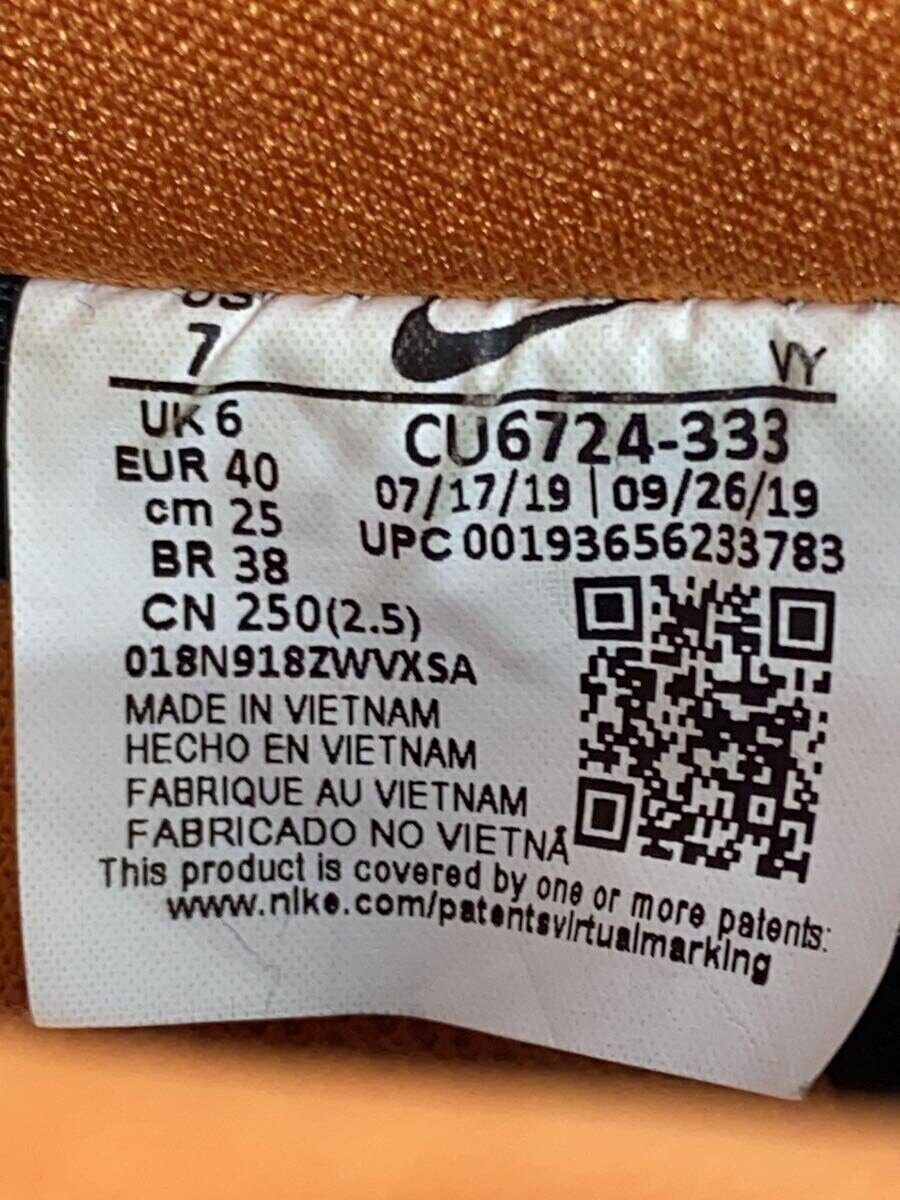 US
7
VY
UK 6
EUR 40
cm 25
BR 38
CN 250(2.5)
CU6724-333
07/17/19 | 09/26/19
UPC 00193656233783
018N918ZWVXSA
MADE IN VIETNAM
HECHO EN VIETNAM
FABRIQUE AU VIETNAM
FABRICADO NO VIETNÃ
This product is covered by one or more patents:
www.nike.com/patentsvirtualmarking